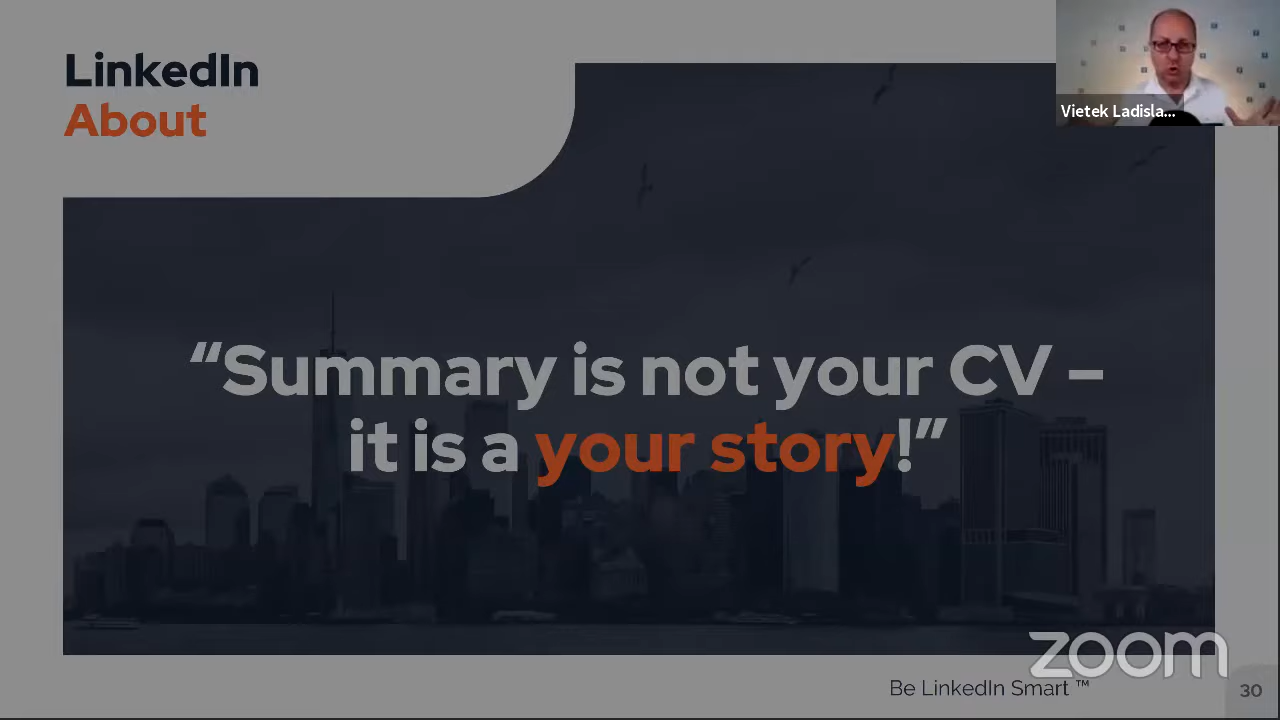 LinkedIn
About
Vietek Ladisla...
“Summary is not your CV –
it is a your story!”
zoom
Be LinkedIn Smart ™
30